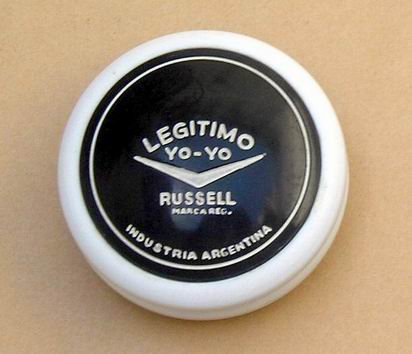 LEGITIMO
YO-YO
RUSSELL
MARCA REG.
INDUSTRIA ARGENTINA